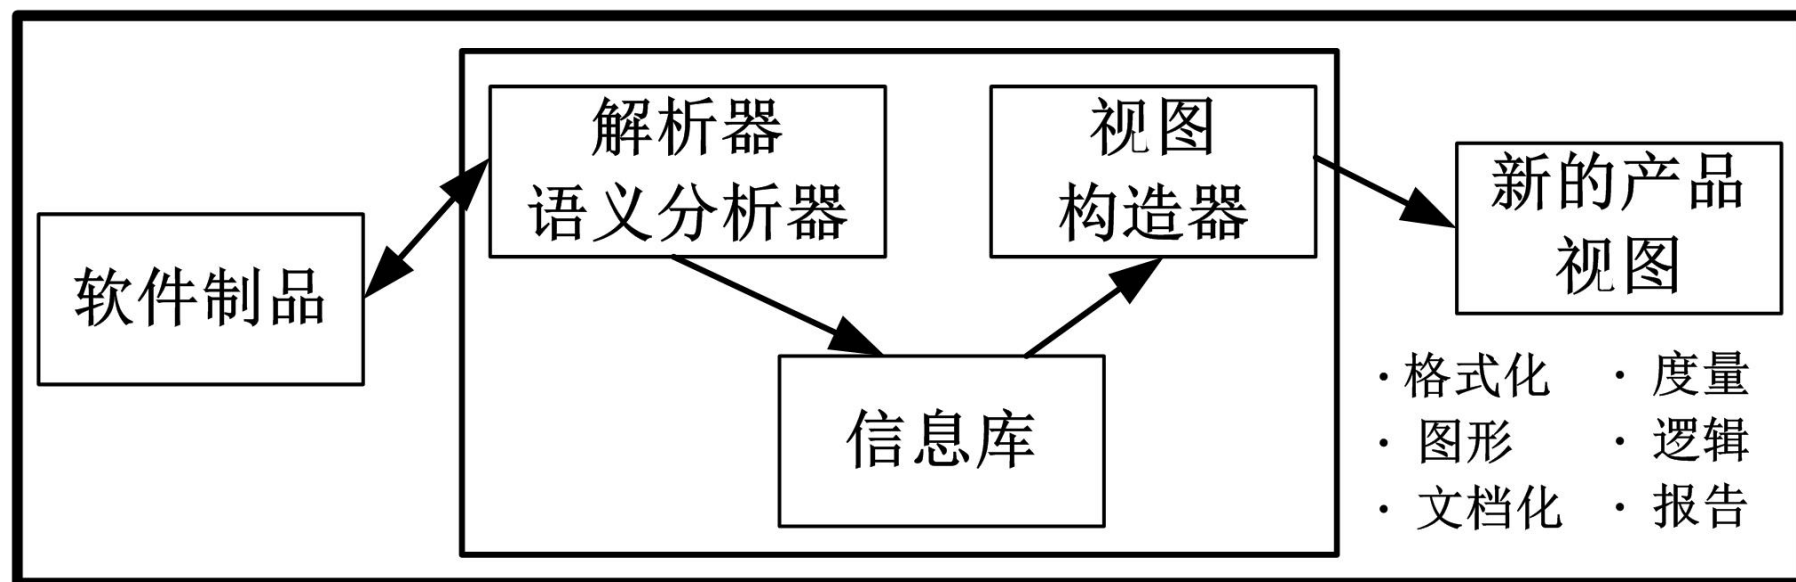 软件制品
解析器
语义分析器
信息库
视图
构造器
新的产品
视图
· 格式化
· 度量
· 图形
· 逻辑
· 文档化
· 报告